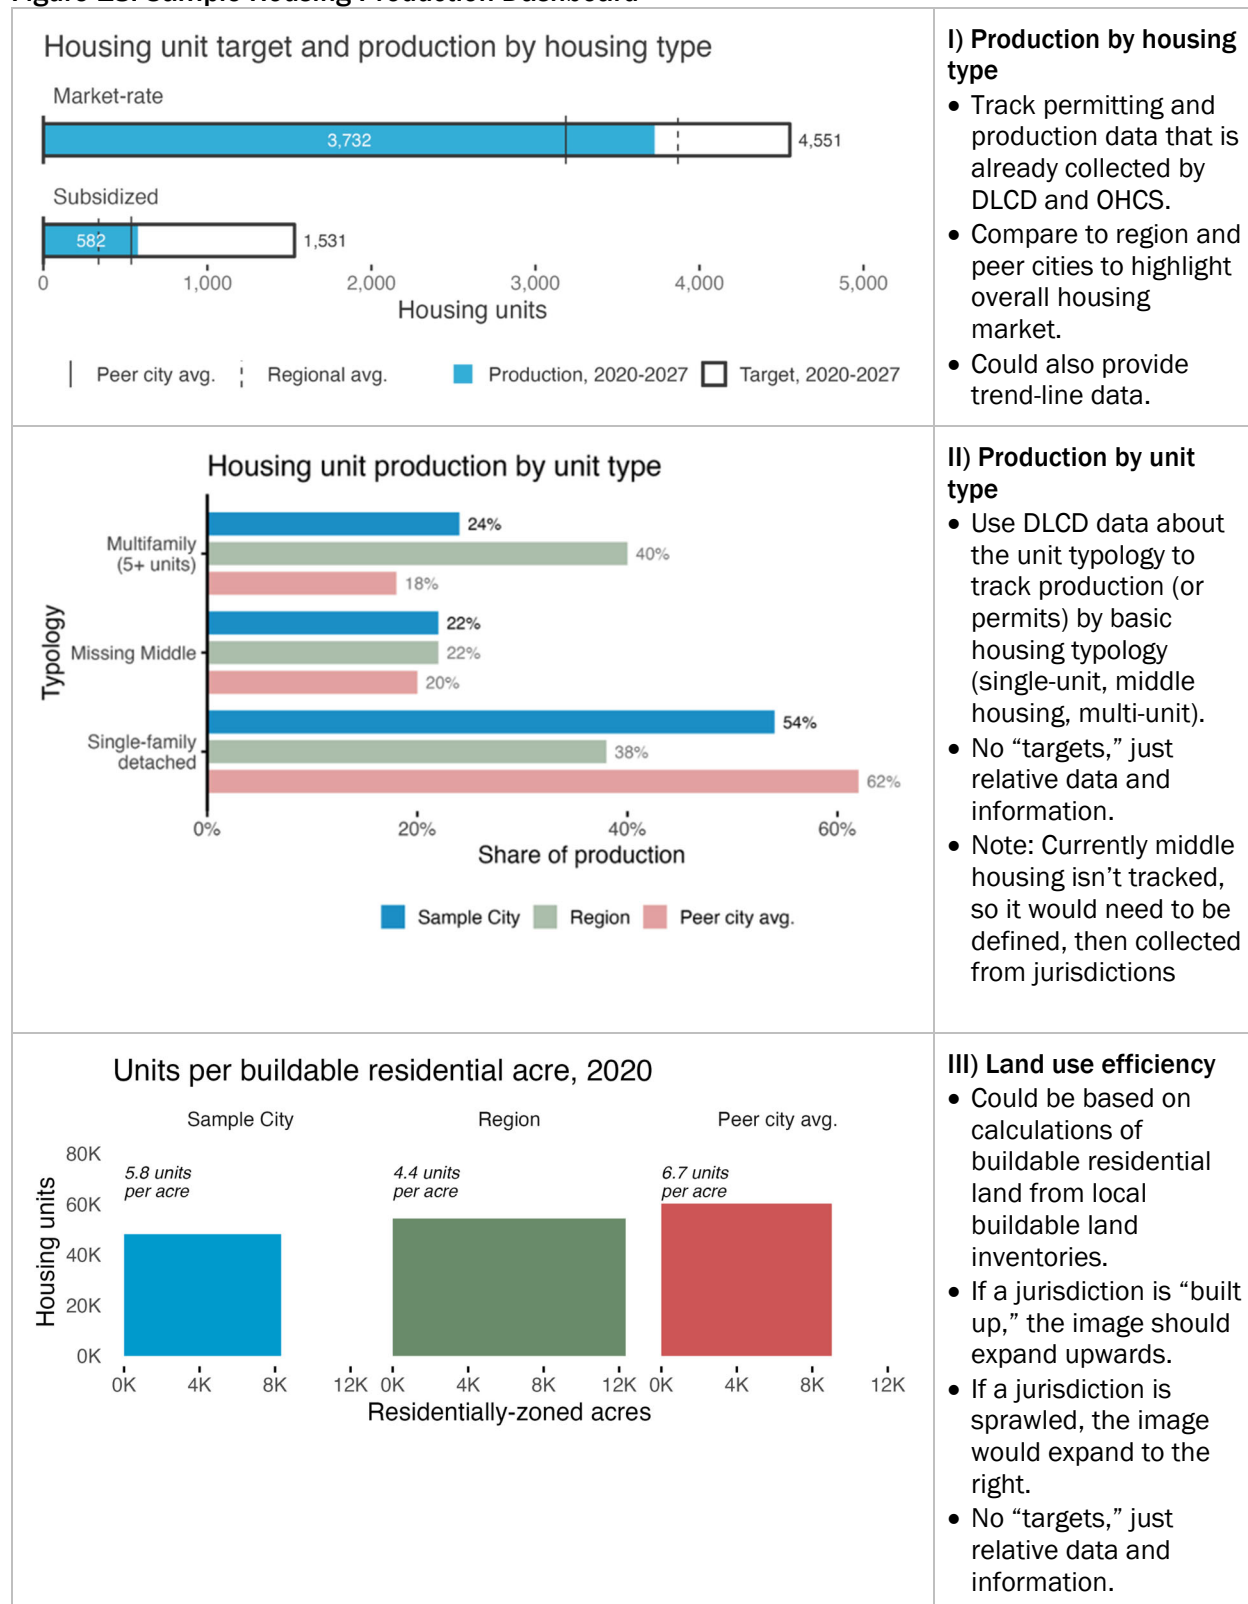 Housing unit target and production by housing type
Market-rate
3,732
4,551
Subsidized
582
1,531
0 1,000 2,000 3,000 4,000 5,000
Housing units
Peer city avg. Regional avg. Production, 2020-2027 Target, 2020-2027
I) Production by housing
type
• Track permitting and
production data that is
already collected by
DLCD and OHCS.
• Compare to region and
peer cities to highlight
overall housing
market.
• Could also provide
trend-line data.
Housing unit production by unit type
Typology
Multifamily
(5+ units)
24%
40%
18%
Missing Middle
22%
22%
20%
Single-family
detached
54%
38%
62%
0% 20% 40% 60%
Share of production
Sample City Region Peer city avg.
II) Production by unit
type
• Use DLCD data about
the unit typology to
track production (or
permits) by basic
housing typology
(single-unit, middle
housing, multi-unit).
• No “targets,” just
relative data and
information.
• Note: Currently middle
housing isn’t tracked,
so it would need to be
defined, then collected
from jurisdictions
Units per buildable residential acre, 2020
Sample City Region Peer city avg.
Housing units
80K
60K
40K
20K
0K
5.8 units
per acre
4.4 units
per acre
6.7 units
per acre
0K 4K 8K 12K 0K 4K 8K 12K 0K 4K 8K 12K
Residentially-zoned acres
III) Land use efficiency
• Could be based on
calculations of
buildable residential
land from local
buildable land
inventories.
• If a jurisdiction is “built
up,” the image should
expand upwards.
• If a jurisdiction is
sprawled, the image
would expand to the
right.
• No “targets,” just
relative data and
information.